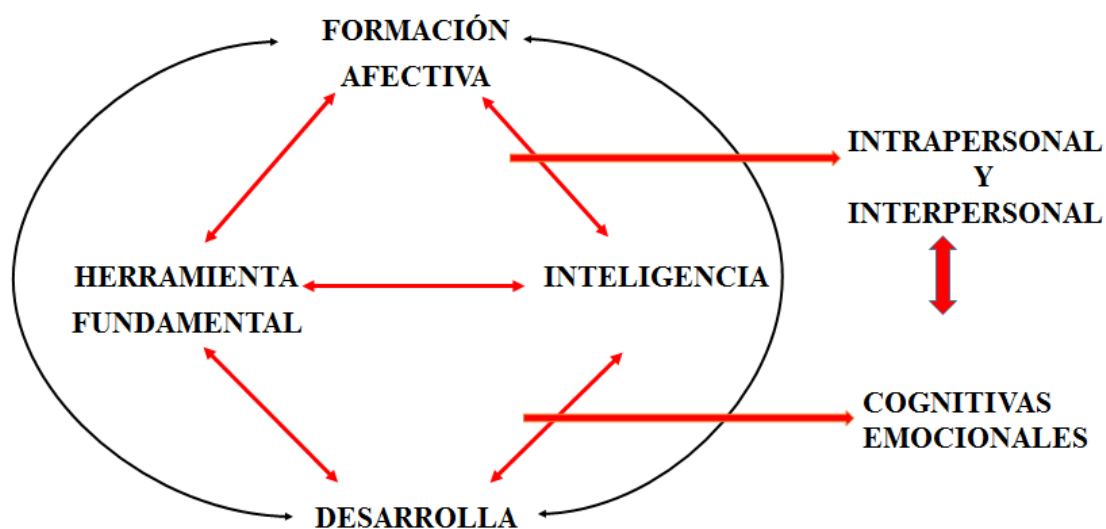 FORMACIÓN
AFECTIVA
INTRAPERSONAL
Y
INTERPERSONAL
HERRAMIENTA
FUNDAMENTAL
INTELIGENCIA
COGNITIVAS
EMOCIONALES
DESARROLLA